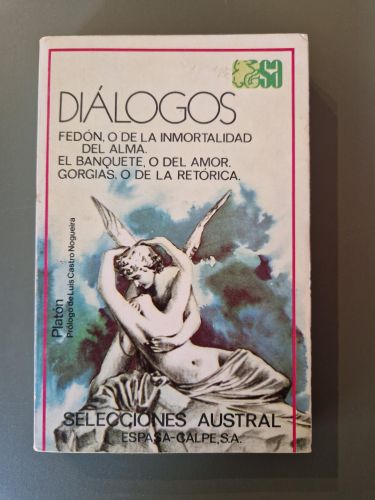 SA
DIÁLOGOS
FEDÓN, O DE LA INMORTALIDAD
DEL ALMA.
EL BANQUETE, O DEL AMOR.
GORGIAS, O DE LA RETÓRICA.
Platón
Prólogo de Luis Castro Nogueira
SELECCIONES AUSTRAL
ESPASA-CALPE, S.A.